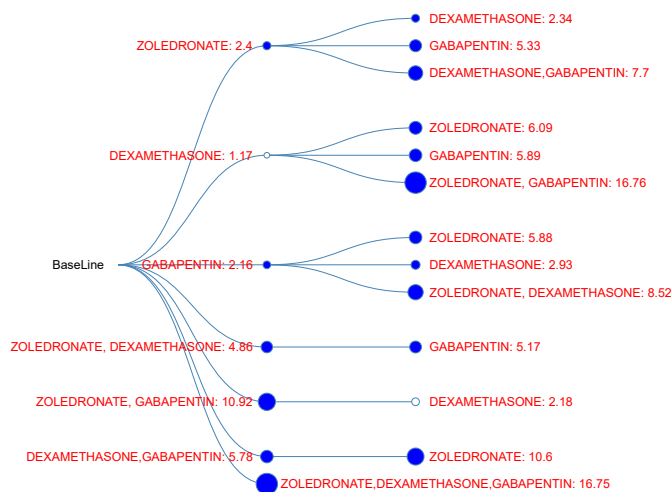 DEXAMETHASONE: 2.34
ZOLEDRONATE: 2.4
GABAPENTIN: 5.33
DEXAMETHASONE,GABAPENTIN: 7.7
ZOLEDRONATE: 6.09
DEXAMETHASONE: 1.17
GABAPENTIN: 5.89
ZOLEDRONATE, GABAPENTIN: 16.76
ZOLEDRONATE: 5.88
BaseLine
GABAPENTIN: 2.16
DEXAMETHASONE: 2.93
ZOLEDRONATE, DEXAMETHASONE: 8.52
ZOLEDRONATE, DEXAMETHASONE: 4.86
GABAPENTIN: 5.17
ZOLEDRONATE, GABAPENTIN: 10.92
DEXAMETHASONE: 2.18
DEXAMETHASONE,GABAPENTIN: 5.78
ZOLEDRONATE: 10.6
ZOLEDRONATE,DEXAMETHASONE,GABAPENTIN: 16.75